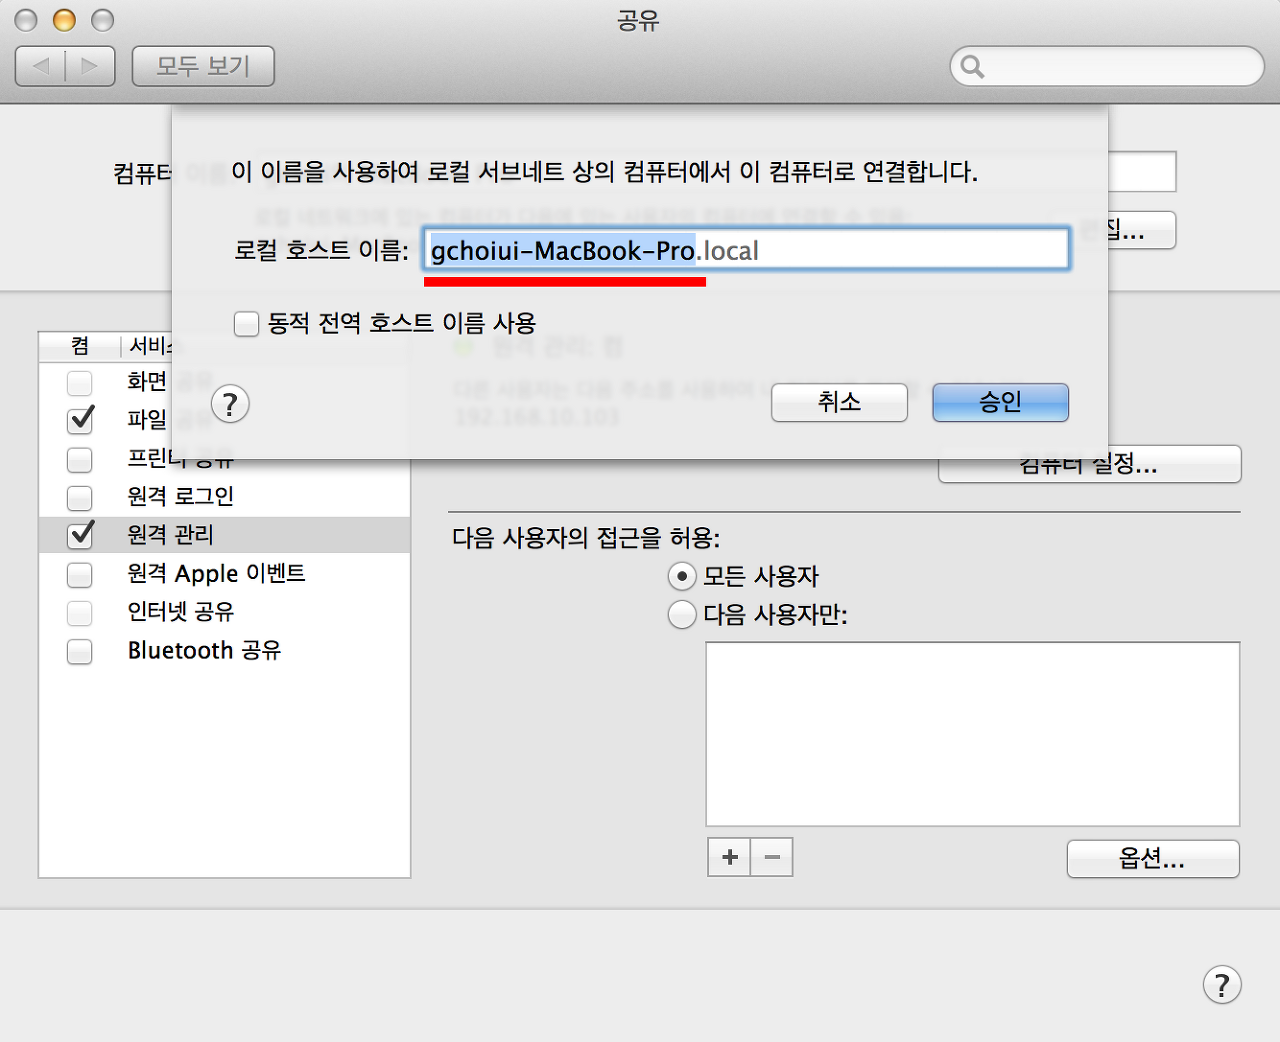 공유
모두 보기
컴퓨터 이름:
이 이름을 사용하여 로컬 서브네트 상의 컴퓨터에서 이 컴퓨터로 연결합니다.
편집...
로컬 호스트 이름: gchoiui-MacBook-Pro.local
동적 전역 호스트 이름 사용
켬 서비스
원격 관리: 켬
화면 공유
파일 공유
192.168.10.103
?
취소
승인
프린터 공유
컴퓨터 설정...
원격 로그인
원격 관리
다음 사용자의 접근을 허용:
원격 Apple 이벤트
모든 사용자
인터넷 공유
다음 사용자만:
Bluetooth 공유
+ −
옵션...
?